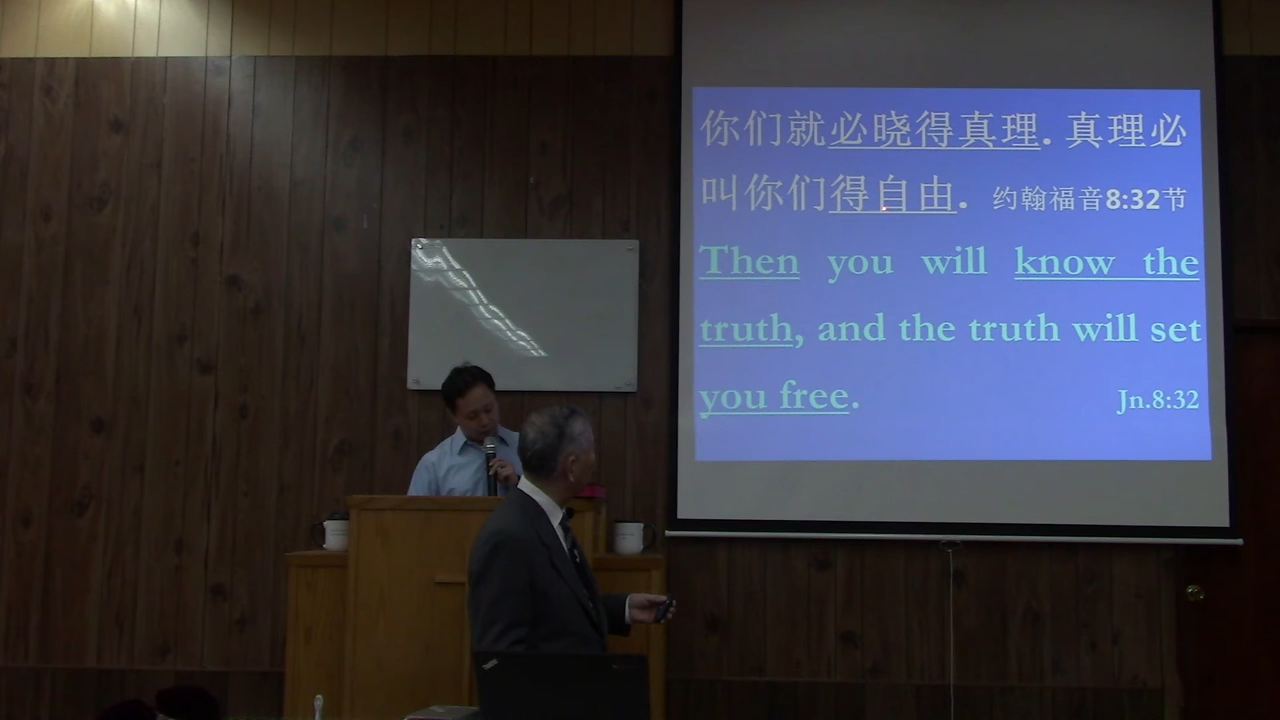 你们就必晓得真理. 真理必
叫你们得自由. 约翰福音8:32节
Then you will know the
truth, and the truth will set
you free. Jn.8:32